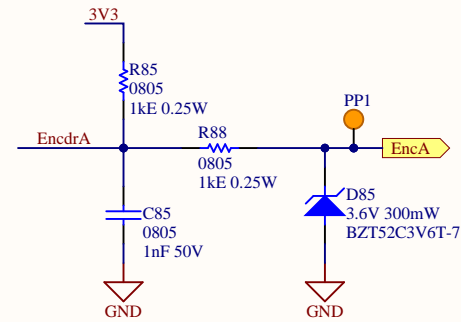 3V3
R85
0805
1kE 0.25W
PP1
EncdrA
R88
0805
1kE 0.25W
EncA
C85
0805
1nF 50V
D85
3.6V 300mW
BZT52C3V6T-7
GND
GND